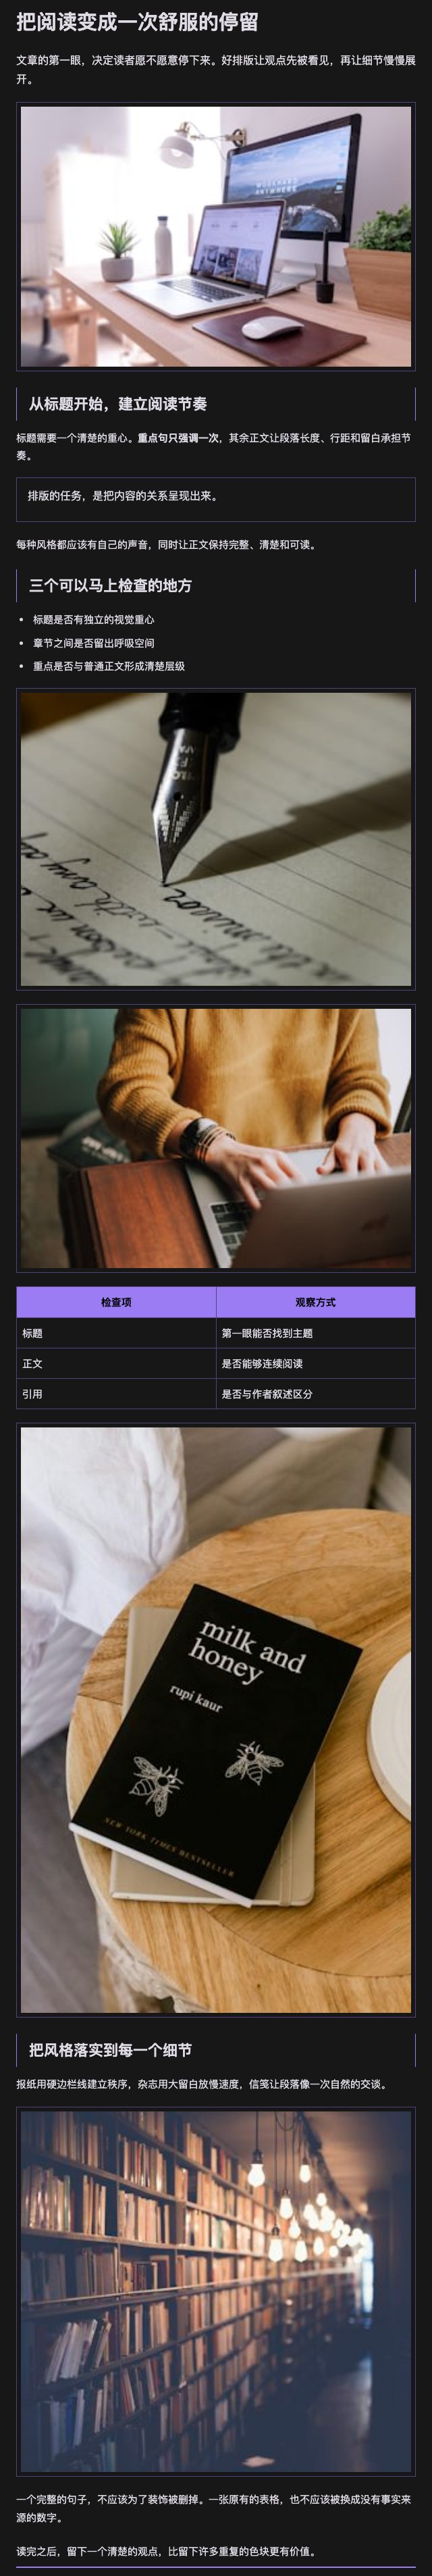 把阅读变成一次舒服的停留
文章的第一眼，决定读者愿不愿意停下来。好排版让观点先被看见，再让细节慢慢展
开。
从标题开始，建立阅读节奏
标题需要一个清楚的重心。重点句只强调一次，其余正文让段落长度、行距和留白承担节
奏。
排版的任务，是把内容的关系呈现出来。
每种风格都应该有自己的声音，同时让正文保持完整、清楚和可读。
三个可以马上检查的地方
• 标题是否有独立的视觉重心
• 章节之间是否留出呼吸空间
• 重点是否与普通正文形成清楚层级
检查项 观察方式
标题 第一眼能否找到主题
正文 是否能够连续阅读
引用 是否与作者叙述区分
milk and
honey
rupi kaur
NEW YORK TIMES BESTSELLER
把风格落实到每一个细节
报纸用硬边栏线建立秩序，杂志用大留白放慢速度，信笺让段落像一次自然的交谈。
一个完整的句子，不应该为了装饰被删掉。一张原有的表格，也不应该被换成没有事实来
源的数字。
读完之后，留下一个清楚的观点，比留下许多重复的色块更有价值。